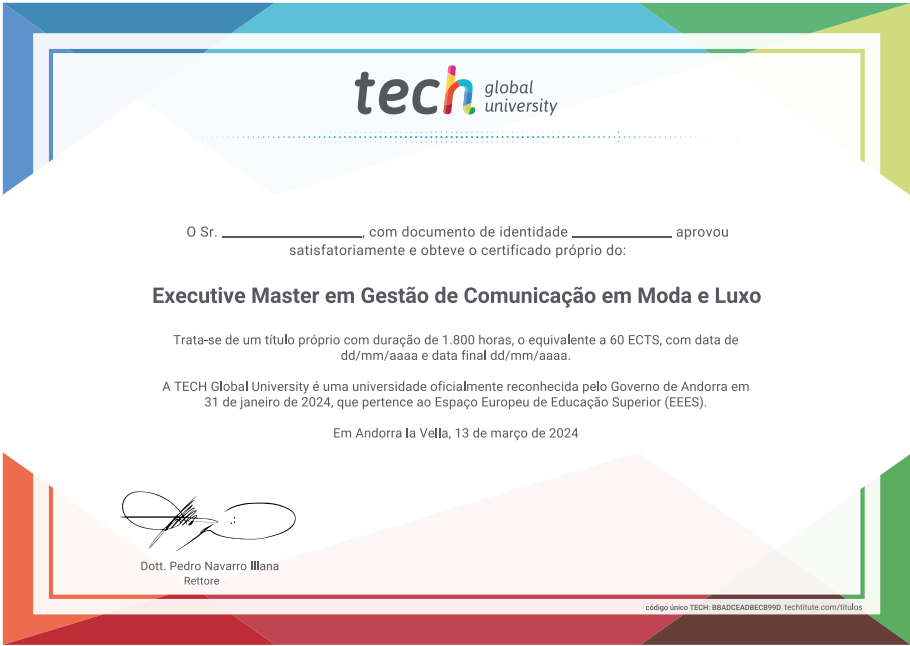 tech global
university
O Sr. __________________, com documento de identidade _____________ aprovou
satisfatoriamente e obteve o certificado próprio do:
Executive Master em Gestão de Comunicação em Moda e Luxo
Trata-se de um título próprio com duração de 1.800 horas, o equivalente a 60 ECTS, com data de
dd/mm/aaaa e data final dd/mm/aaaa.
A TECH Global University é uma universidade oficialmente reconhecida pelo Governo de Andorra em
31 de janeiro de 2024, que pertence ao Espaço Europeu de Educação Superior (EEES).
Em Andorra la Vella, 13 de março de 2024
Dott. Pedro Navarro Illana
Rettore
código único TECH: BBADCEADBECB99D techtitute.com/titulos